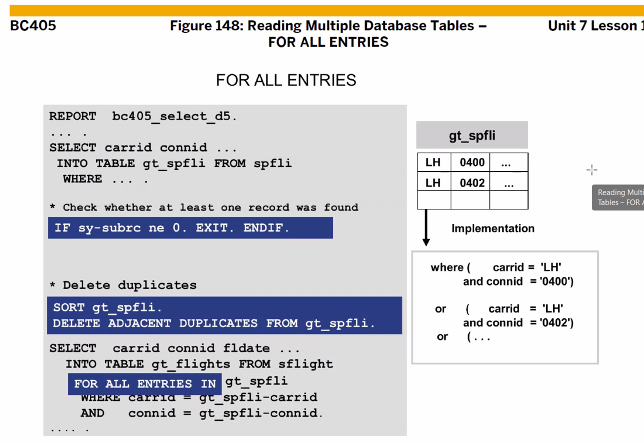 BC405
Figure 148: Reading Multiple Database Tables –
FOR ALL ENTRIES
Unit 7 Lesson 1
FOR ALL ENTRIES
REPORT bc405_select_d5.
... .
SELECT carrid connid ...
INTO TABLE gt_spfli FROM spfli
WHERE ... .
* Check whether at least one record was found
IF sy-subrc ne 0. EXIT. ENDIF.
* Delete duplicates
SORT gt_spfli.
DELETE ADJACENT DUPLICATES FROM gt_spfli.
SELECT carrid connid fldate ...
INTO TABLE gt_flights FROM sflight
FOR ALL ENTRIES IN gt_spfli
WHERE carrid = gt_spfli-carrid
AND connid = gt_spfli-connid.
.... .
gt_spfli
LH 0400 ...
LH 0402 ...
Implementation
where ( carrid = 'LH'
and connid = '0400')
or ( carrid = 'LH'
and connid = '0402')
or ( ...
Reading Multi
Tables – FOR A